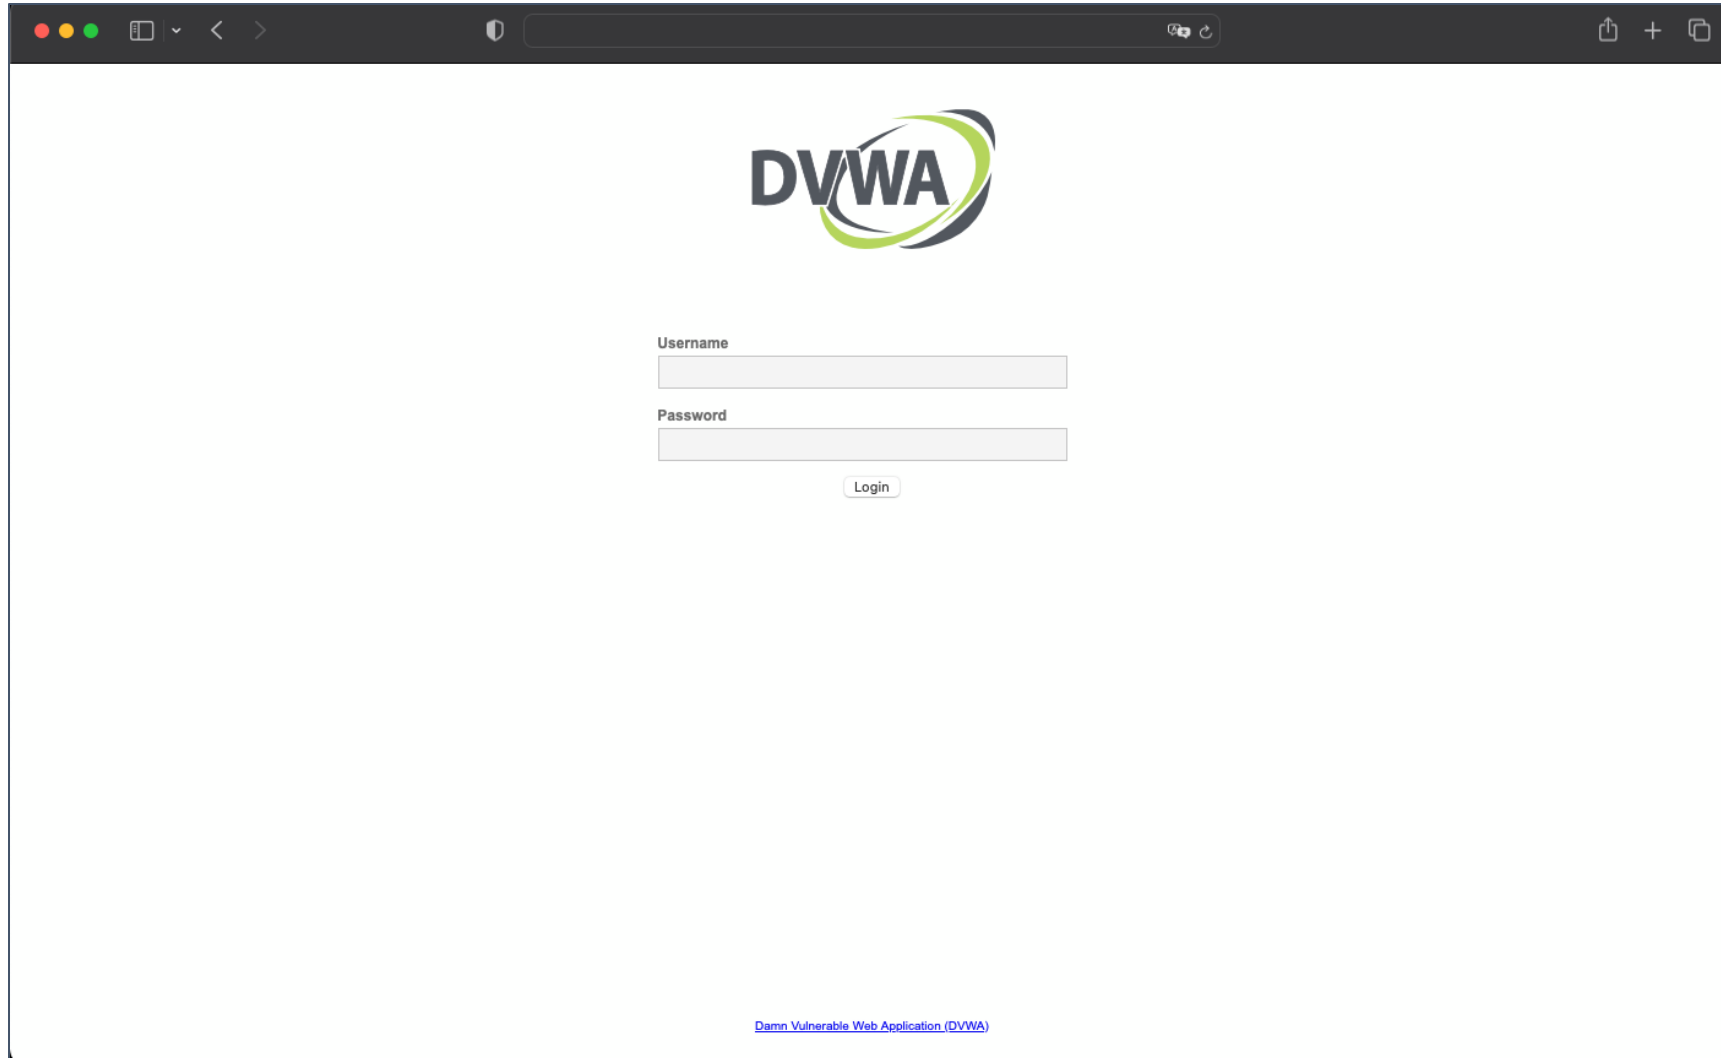 DVWA
Username
Password
Login
Damn Vulnerable Web Application (DVWA)